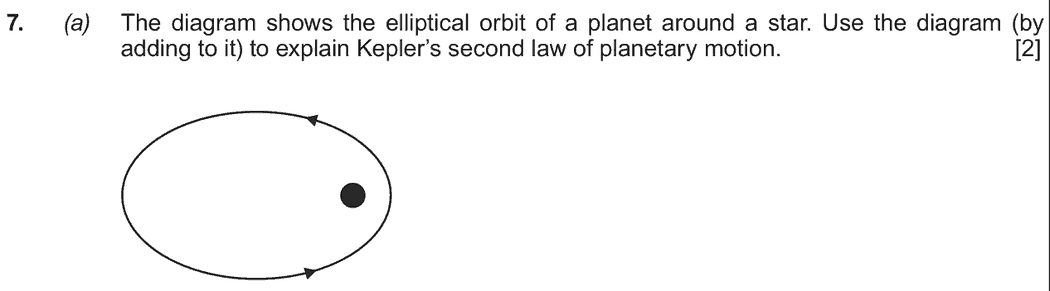 7. (a) The diagram shows the elliptical orbit of a planet around a star. Use the diagram (by
adding to it) to explain Kepler's second law of planetary motion. [2]